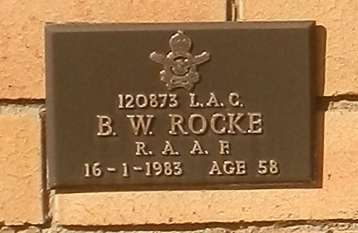 120873 L.A.C.
B. W. ROCKE
R. A. A. F.
16-1-1983 AGE 58